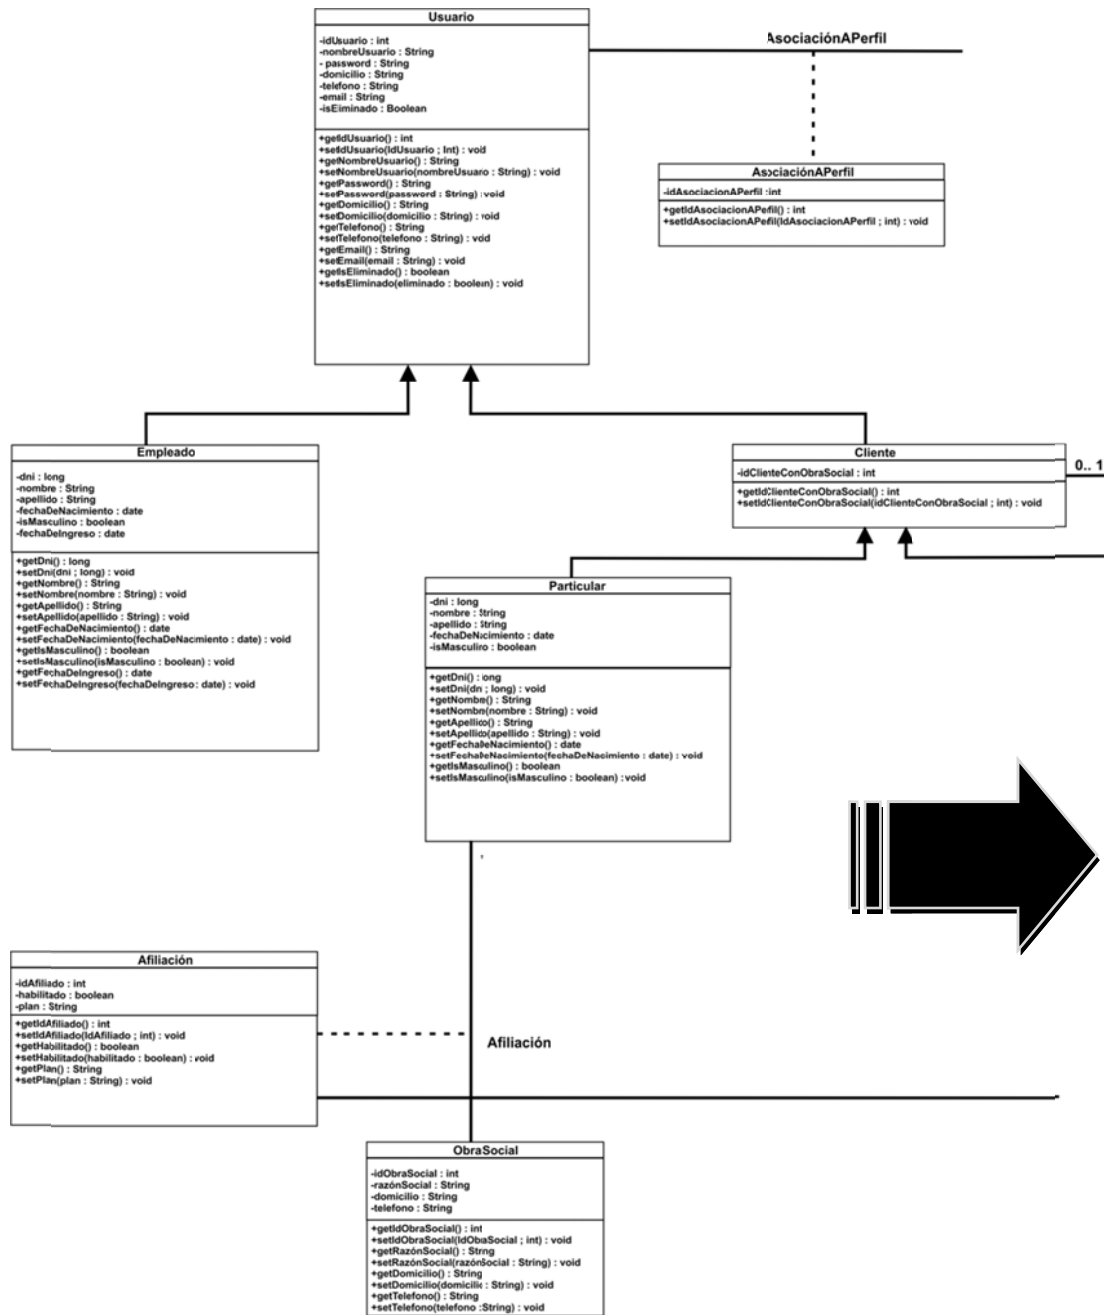 Usuario
-idUsuario : int
-nombreUsuario : String
- password : String
-domicilio : String
-telefono : String
-email : String
-isEiminado : Boolean
+getIdUsuario() : int
+setIdUsuario(IdUsuario ; Int) : void
+getNombreUsuario() : String
+setNombreUsuario(nombreUsuaro : String) : void
+getPassword() : String
+setPassword(password : String) : void
+getDomicilio() : String
+setDomicilio(domicilio : String) : void
+getTelefono() : String
+setTelefono(telefono : String) : void
+getEmail() : String
+setEmail(email : String) : void
+getIsEliminado() : boolean
+setIsEliminado(eliminado : boolean) : void
AsociaciónAPerfil
AsociaciónAPerfil
-idAsociacionAPerfil :int
+getIdAsociacionAPefil() : int
+setIdAsociacionAPefil(IdAsociacionAPerfil ; int) : void
Empleado
-dni : long
-nombre : String
-apellido : String
-fechaDeNacimiento : date
-isMasculino : boolean
-fechaDeIngreso : date
+getDni() : long
+setDni(dni ; long) : void
+getNombre() : String
+setNombre(nombre : String) : void
+getApellido() : String
+setApellido(apellido : String) : void
+getFechaDeNacimiento() : date
+setFechaDeNacimiento(fechaDeNacmiento : date) : void
+getIsMasculino() : boolean
+setIsMasculino(isMasculino : boolean) : void
+getFechaDeIngreso() : date
+setFechaDeIngreso(fechaDeIngreso : date) : void
Cliente
-idClienteConObraSocial : int
+getIdClienteConObraSocial() : int
+setIdClienteConObraSocial(idClienteConObraSocial ; int) : void
0.. 1
Particular
-dni : long
-nombre : String
-apellido : String
-fechaDeNacimiento : date
-isMasculino : boolean
+getDni() : ong
+setDni(dn ; long) : void
+getNombre() : String
+setNombre(nombre : String) : void
+getApellico() : String
+setApellido(apellido : String) : void
+getFechaDeNacimiento() : date
+setFechaDeNacimiento(fechaDeNacimiento : date) : void
+getIsMasculino() : boolean
+setIsMasculino(isMasculino : boolean) : void
Afiliación
-idAfiliado : int
-habilitado : boolean
-plan : String
+getIdAfiliado() : int
+setIdAfiliado(IdAfiliado ; int) : void
+getHabilitado() : boolean
+setHabilitado(habilitado : boolean) : void
+getPlan() : String
+setPlan(plan : String) : void
Afiliación
ObraSocial
-idObraSocial : int
-razónSocial : String
-domicilio : String
-telefono : String
+getIdObraSocial() : int
+setIdObraSocial(IdObaSocial ; int) : void
+getRazónSocial() : Strng
+setRazónSocial(razónSocial : String) : void
+getDomicilio() : String
+setDomicilio(domicilic : String) : void
+getTelefono() : String
+setTelefono(telefono :String) : void